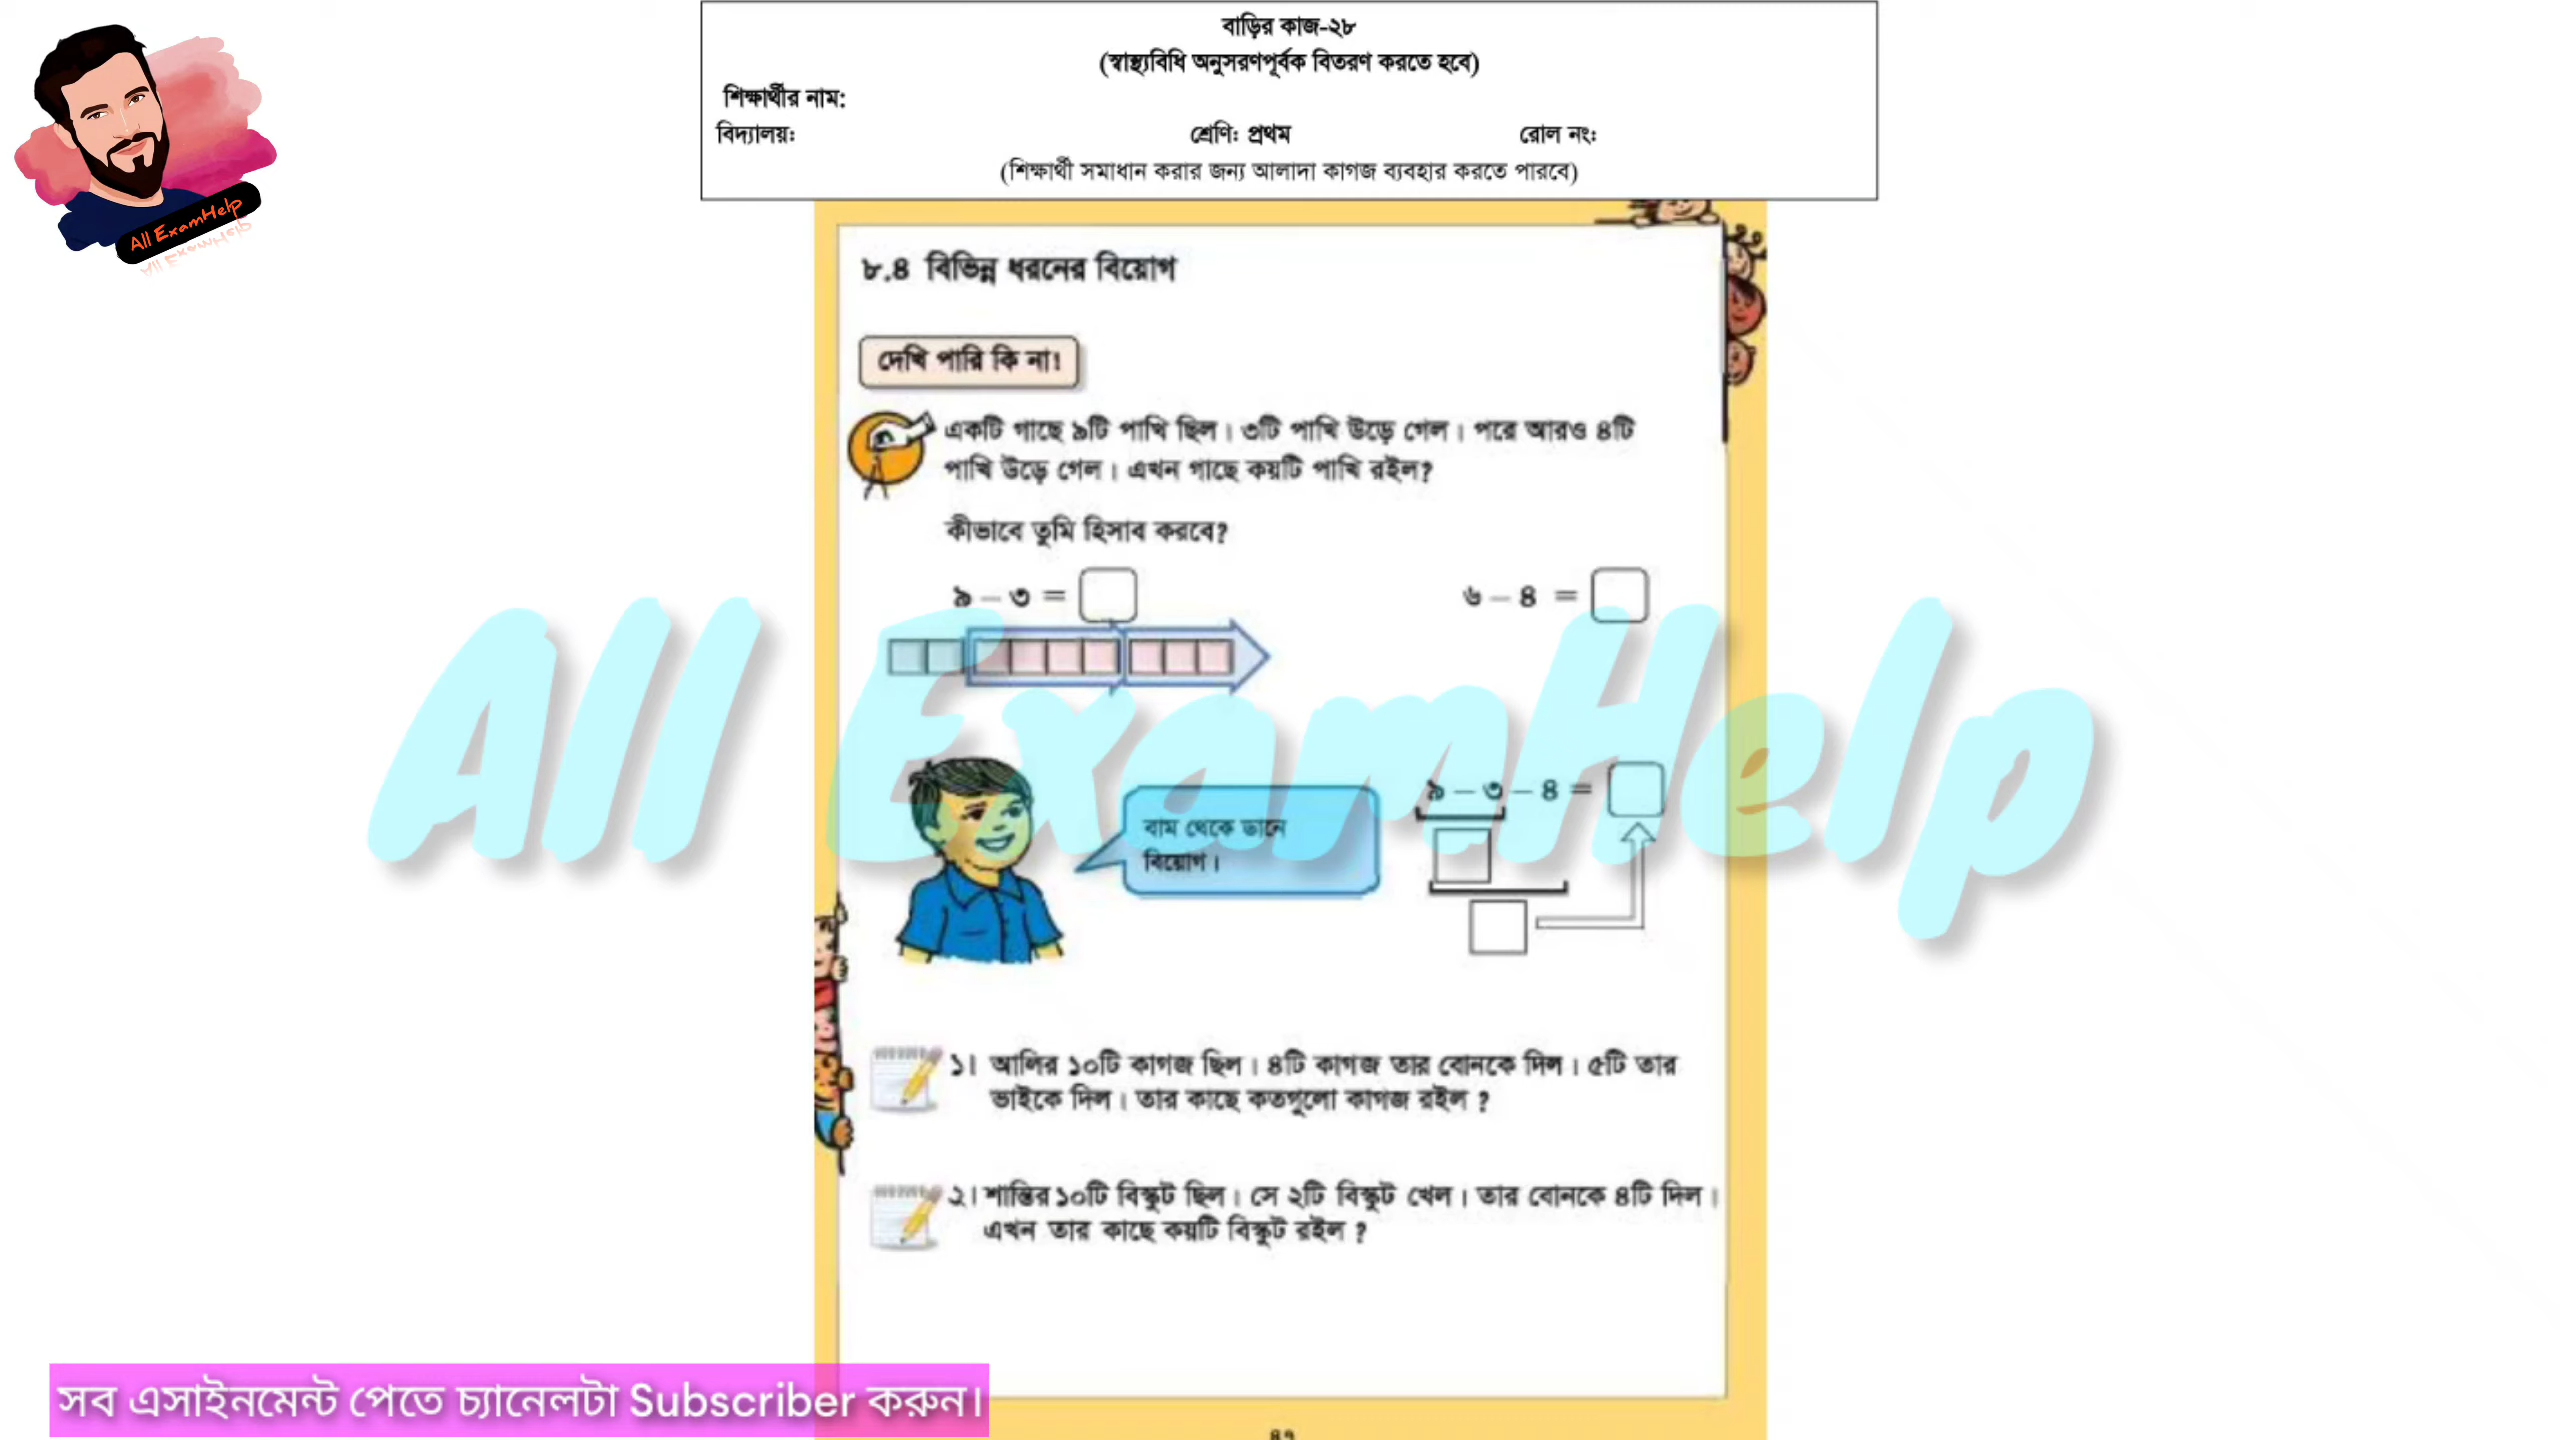 বাড়ির কাজ-২৮
(স্বাস্থ্যবিধি অনুসরণপূর্বক বিতরণ করতে হবে)
শিক্ষার্থীর নাম:
বিদ্যালয়: শ্রেণি: প্রথম রোল নং:
(শিক্ষার্থী সমাধান করার জন্য আলাদা কাগজ ব্যবহার করতে পারবে)
All ExamHelp
All ExamHelp
৮.৪ বিভিন্ন ধরনের বিয়োগ
দেখি পারি কি না!
একটি গাছে ৯টি পাখি ছিল। ৩টি পাখি উড়ে গেল। পরে আরও ৪টি
পাখি উড়ে গেল। এখন গাছে কয়টি পাখি রইল?
কীভাবে তুমি হিসাব করবে?
৯ – ৩ = ৬ – ৪ =
All ExamHelp
৯ – ৩ – ৪ =
বাম থেকে ডানে
বিয়োগ।
১। আলির ১০টি কাগজ ছিল। ৪টি কাগজ তার বোনকে দিল। ৫টি তার
ভাইকে দিল। তার কাছে কতগুলো কাগজ রইল ?
২। শান্তির ১০টি বিস্কুট ছিল। সে ২টি বিস্কুট খেল। তার বোনকে ৪টি দিল।
এখন তার কাছে কয়টি বিস্কুট রইল ?
সব এসাইনমেন্ট পেতে চ্যানেলটা Subscriber করুন।